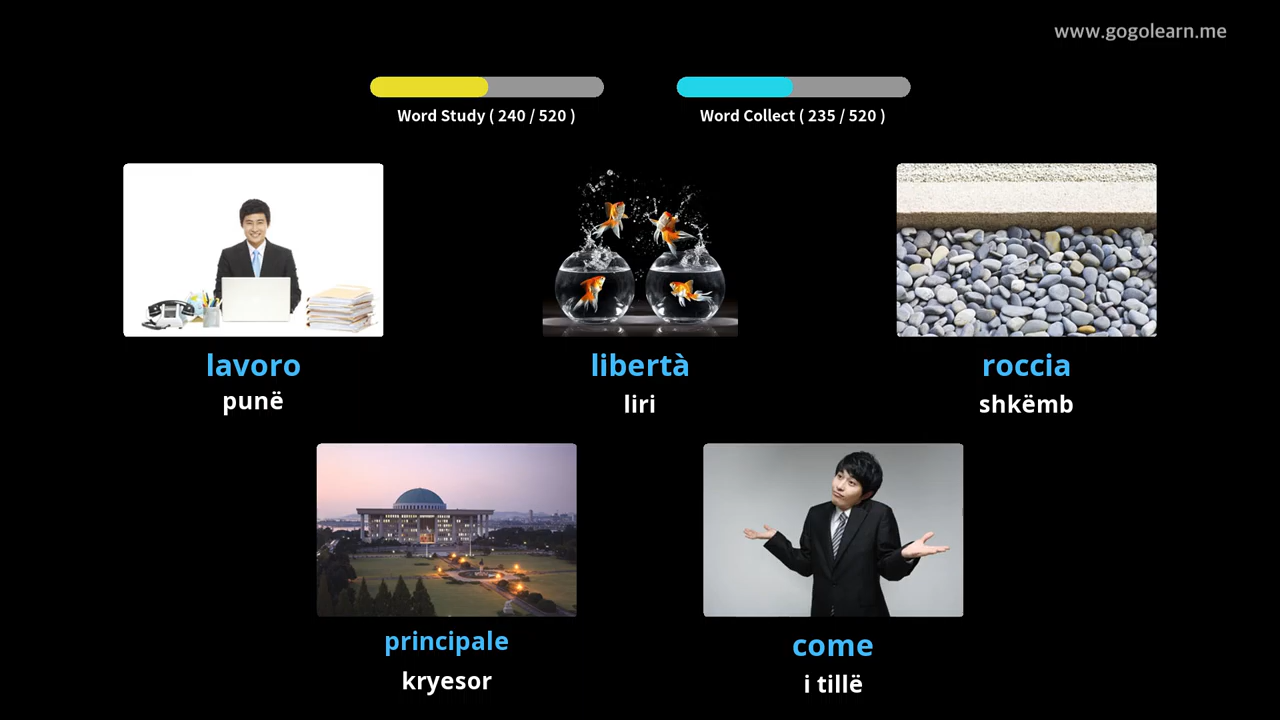 www.gogolearn.me
Word Study ( 240 / 520 )
Word Collect ( 235 / 520 )
lavoro
punë
libertà
liri
roccia
shkëmb
principale
kryesor
come
i tillë